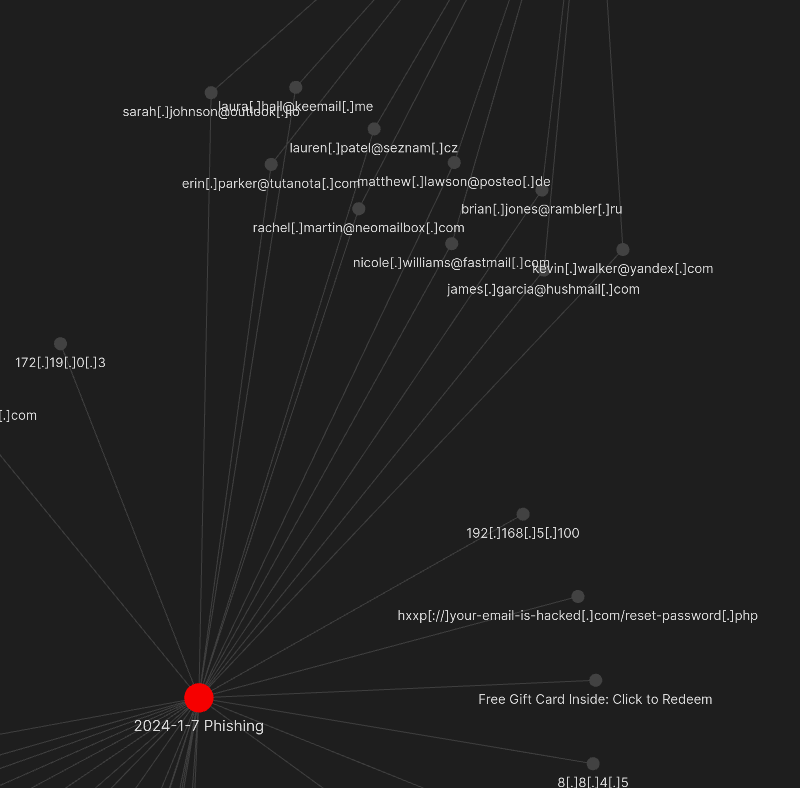 laura[.]hall@keemail[.]me
sarah[.]johnson@outlook[.]jo
lauren[.]patel@seznam[.]cz
matthew[.]lawson@posteo[.]de
erin[.]parker@tutanota[.]com
brian[.]jones@rambler[.]ru
rachel[.]martin@neomailbox[.]com
nicole[.]williams@fastmail[.]com
kevin[.]walker@yandex[.]com
james[.]garcia@hushmail[.]com
172[.]19[.]0[.]3
[.]com
192[.]168[.]5[.]100
hxxp[://]your-email-is-hacked[.]com/reset-password[.]php
Free Gift Card Inside: Click to Redeem
2024-1-7 Phishing
8[.]8[.]4[.]5